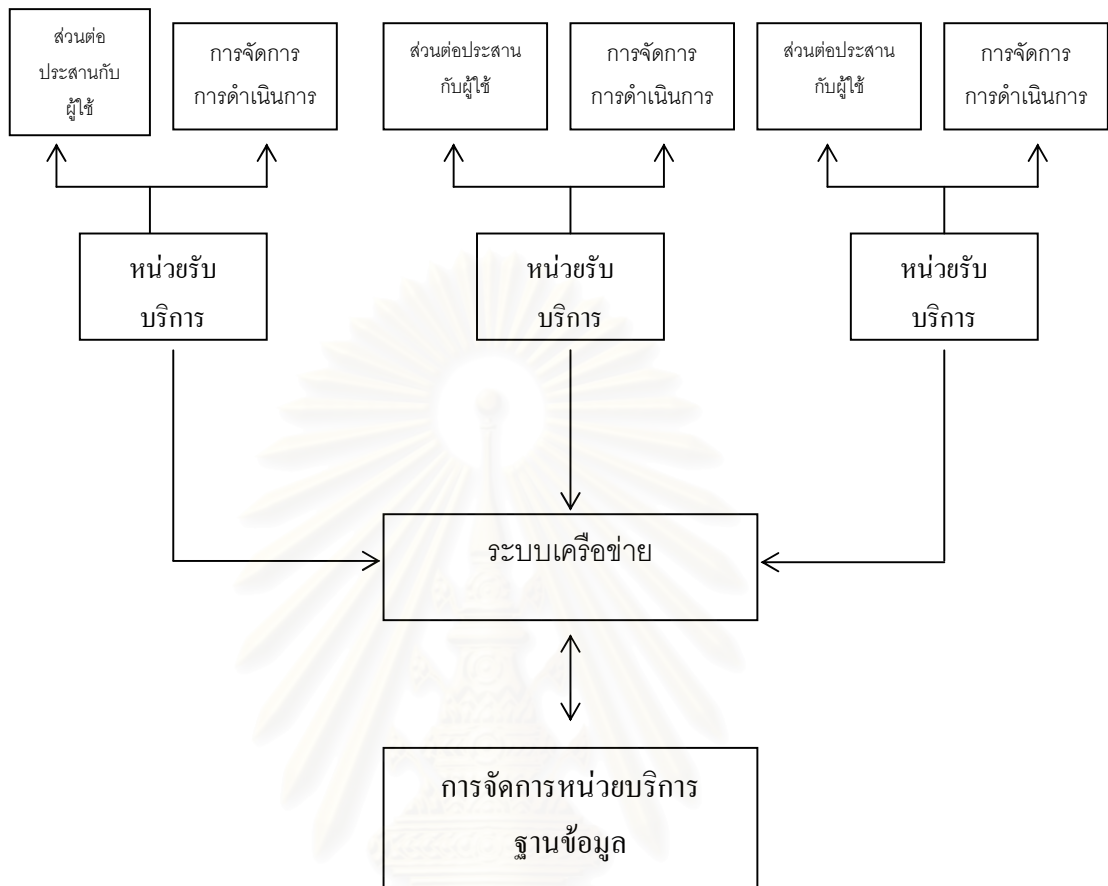 ส่วนต่อ
ประสานกับ
ผู้ใช้
การจัดการ
การดำเนินการ
ส่วนต่อประสาน
กับผู้ใช้
การจัดการ
การดำเนินการ
ส่วนต่อประสาน
กับผู้ใช้
การจัดการ
การดำเนินการ
หน่วยรับ
บริการ
หน่วยรับ
บริการ
หน่วยรับ
บริการ
ระบบเครือข่าย
การจัดการหน่วยบริการ
ฐานข้อมูล